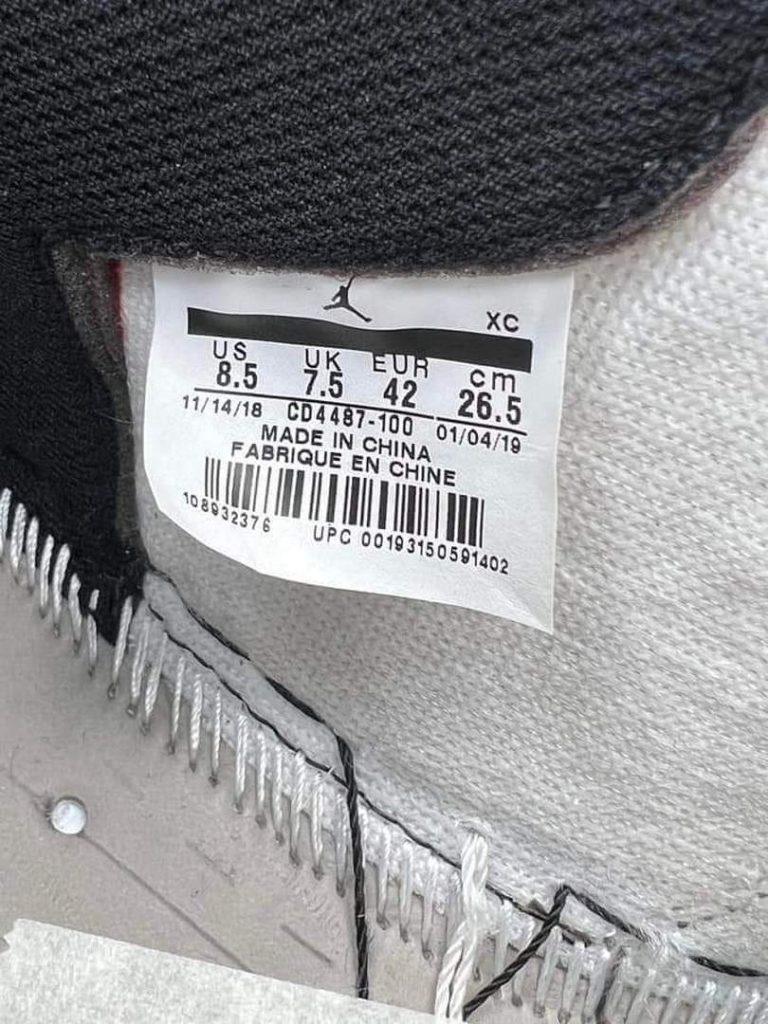 XC
US UK EUR cm
8.5 7.5 42 26.5
11/14/18 CD4487-100 01/04/19
MADE IN CHINA
FABRIQUE EN CHINE
108932376 UPC 00193150591402